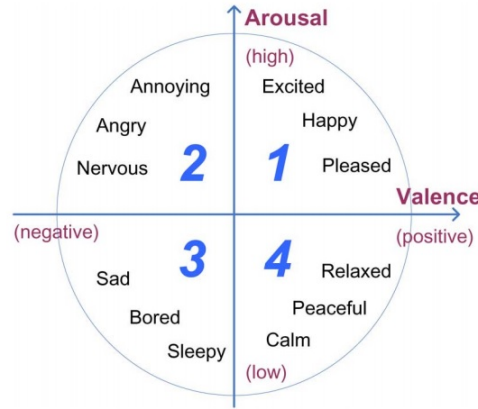 Arousal
(high)
Annoying
Excited
Angry
Happy
Nervous
2
1
Pleased
Valence
(negative)
(positive)
3
4
Sad
Relaxed
Bored
Peaceful
Sleepy
Calm
(low)